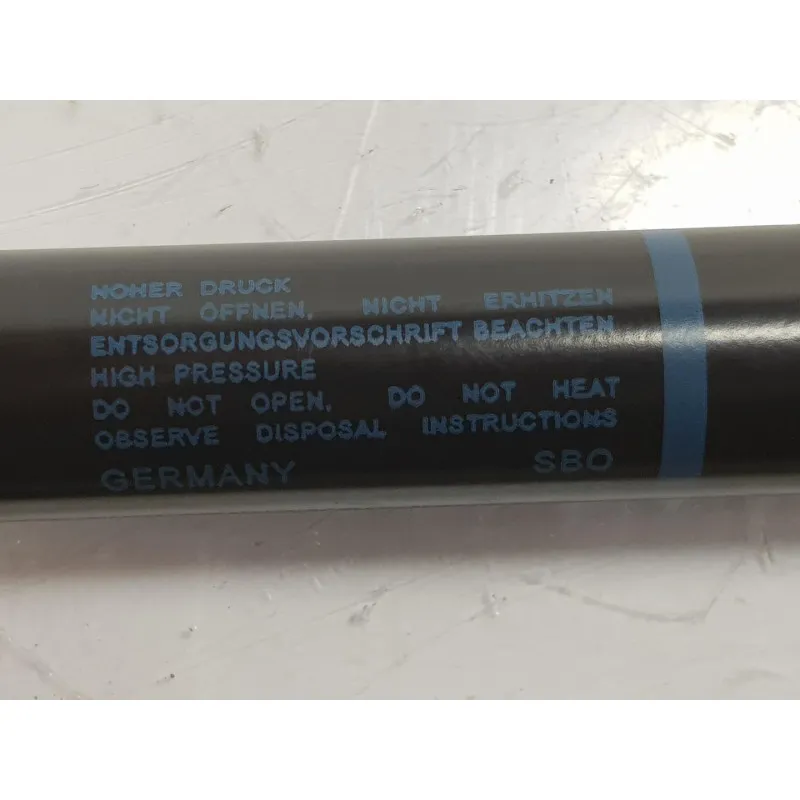 HOHER DRUCK
NICHT ÖFFNEN, NICHT ERHITZEN
ENTSORGUNGSVORSCHRIFT BEACHTEN
HIGH PRESSURE
DO NOT OPEN, DO NOT HEAT
OBSERVE DISPOSAL INSTRUCTIONS
GERMANY SBO